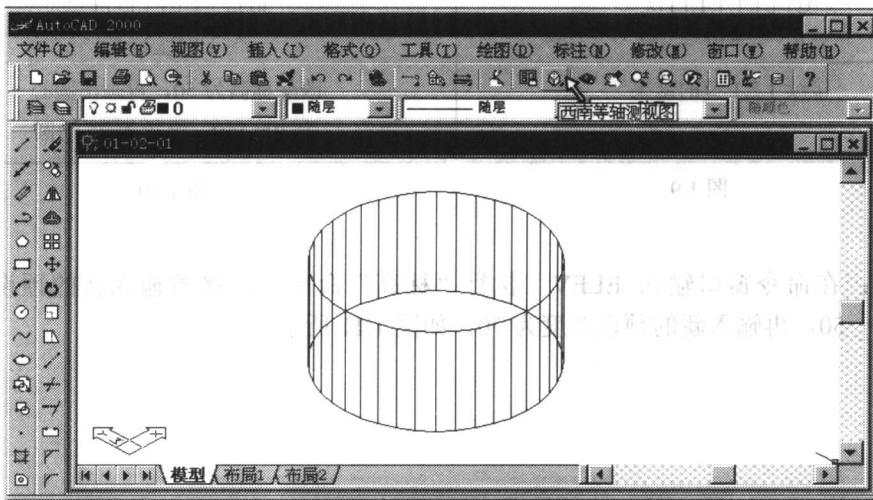 AutoCAD 2000
文件(F) 编辑(E) 视图(V) 插入(I) 格式(O) 工具(T) 绘图(D) 标注(N) 修改(M) 窗口(W) 帮助(H)
0 随层 随层 随颜色
西南等轴测视图
01-02-01
模型 布局1 布局2